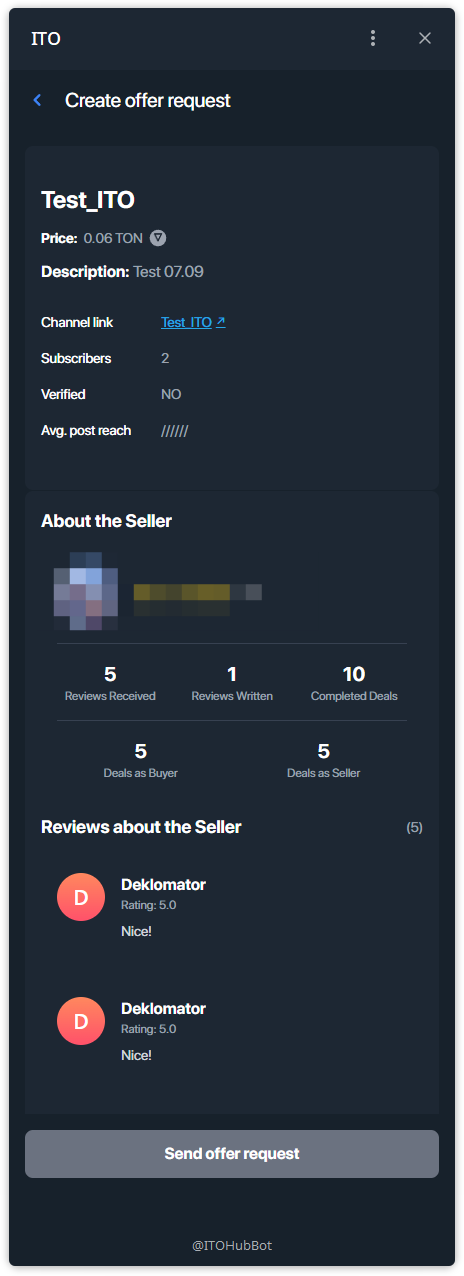 ITO
Create offer request
Test_ITO
Price: 0.06 TON
Description: Test 07.09
Channel link Test_ITO ↗
Subscribers 2
Verified NO
Avg. post reach //////
About the Seller
5 1 10
Reviews Received Reviews Written Completed Deals
5 5
Deals as Buyer Deals as Seller
Reviews about the Seller (5)
D
Deklomator
Rating: 5.0
Nice!
D
Deklomator
Rating: 5.0
Nice!
Send offer request
@ITOHubBot